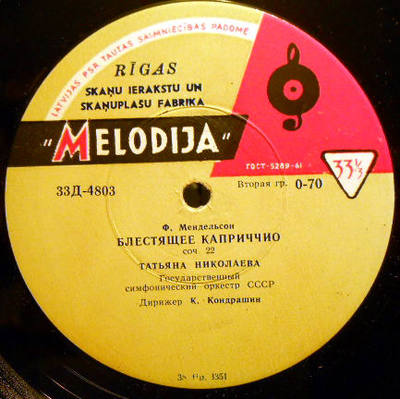 LATVIJAS PSR TAUTAS SAIMNIECĪBAS PADOME
RĪGAS
SKAŅU IERAKSTU UN
SKAŅUPLAŠU FABRIKA
"MELODIJA"
ГОСТ-5289-61
33⅓
33Д-4803
Вторая гр. 0-70
Ф. Мендельсон
БЛЕСТЯЩЕЕ КАПРИЧЧИО
соч. 22
ТАТЬЯНА НИКОЛАЕВА
Государственный
симфонический оркестр СССР
Дирижер К. Кондрашин
1351